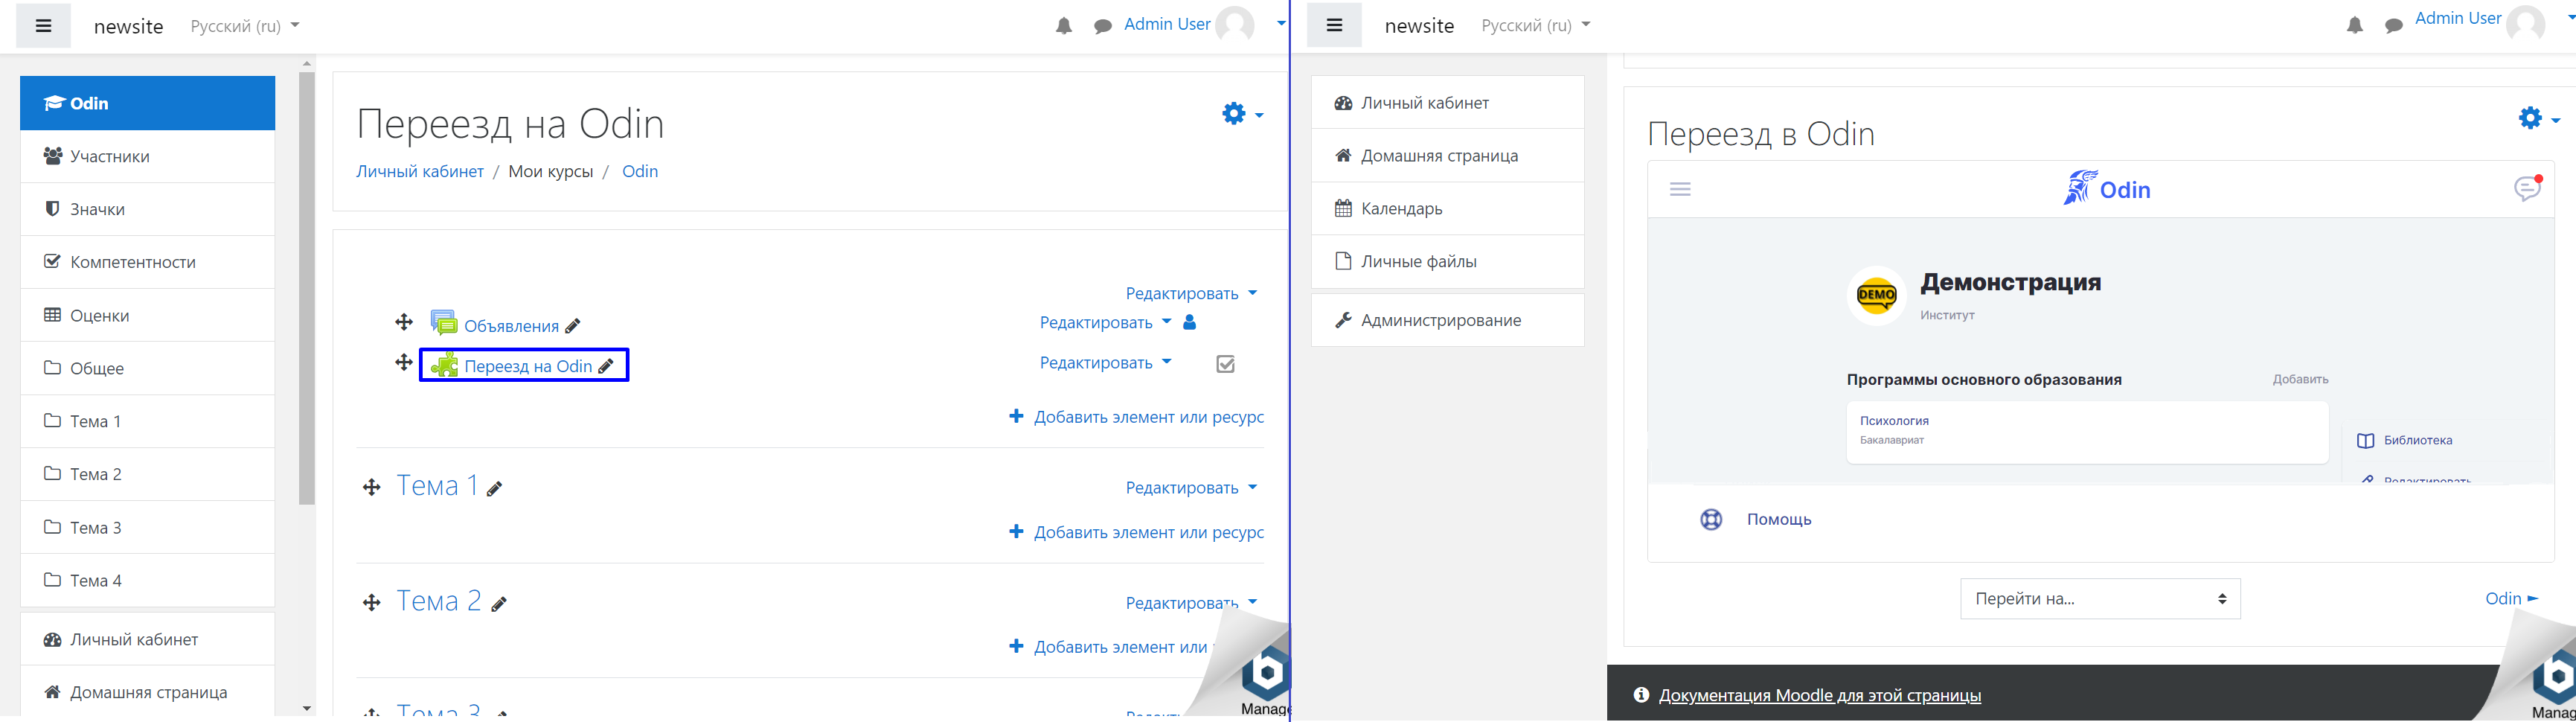 newsite
Русский (ru)
Admin User
Odin
Участники
Значки
Компетентности
Оценки
Общее
Тема 1
Тема 2
Тема 3
Тема 4
Личный кабинет
Домашняя страница
Переезд на Odin
Личный кабинет / Мои курсы / Odin
Редактировать
Объявления
Редактировать
Переезд на Odin
Редактировать
Добавить элемент или ресурс
Тема 1
Редактировать
Добавить элемент или ресурс
Тема 2
Редактировать
Добавить элемент или
Тема 3
Manage
newsite
Русский (ru)
Admin User
Личный кабинет
Домашняя страница
Календарь
Личные файлы
Администрирование
Переезд в Odin
Odin
DEMO
Демонстрация
Институт
Программы основного образования
Добавить
Психология
Бакалавриат
Библиотека
Редактировать
Помощь
Перейти на...
Odin ►
Документация Moodle для этой страницы
Manag